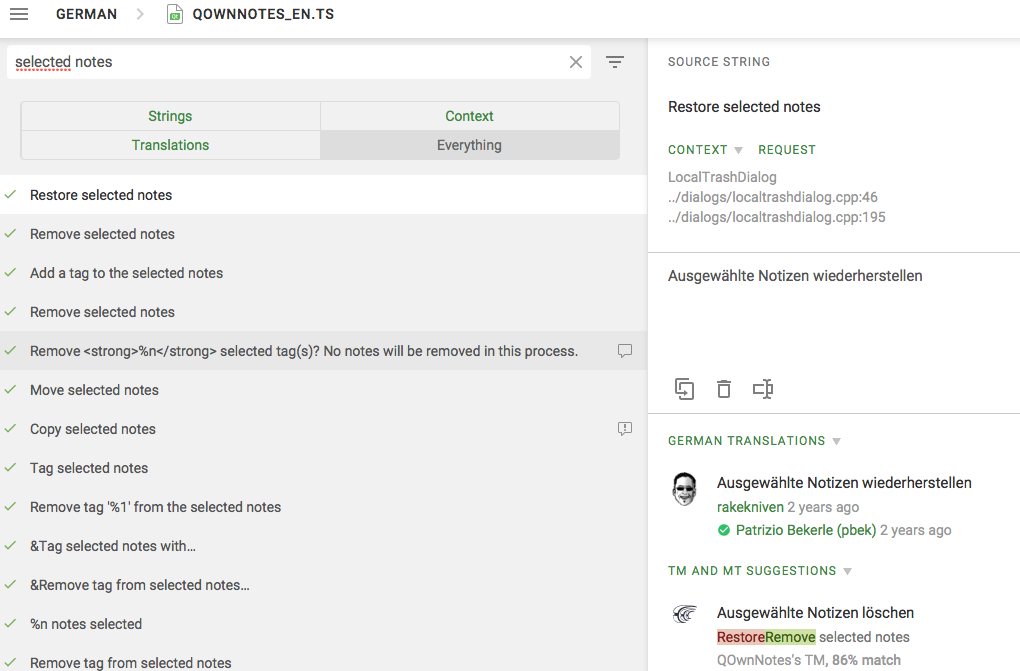 GERMAN
QOWNNOTES_EN.TS
selected notes
Strings
Context
Translations
Everything
Restore selected notes
Remove selected notes
Add a tag to the selected notes
Remove selected notes
Remove <strong>%n</strong> selected tag(s)? No notes will be removed in this process.
Move selected notes
Copy selected notes
Tag selected notes
Remove tag '%1' from the selected notes
&Tag selected notes with...
&Remove tag from selected notes...
%n notes selected
Remove tag from selected notes
SOURCE STRING
Restore selected notes
CONTEXT REQUEST
LocalTrashDialog
../dialogs/localtrashdialog.cpp:46
../dialogs/localtrashdialog.cpp:195
Ausgewählte Notizen wiederherstellen
GERMAN TRANSLATIONS
Ausgewählte Notizen wiederherstellen
rakekniven 2 years ago
Patrizio Bekerle (pbek) 2 years ago
TM AND MT SUGGESTIONS
Ausgewählte Notizen löschen
RestoreRemove selected notes
QOwnNotes's TM, 86% match